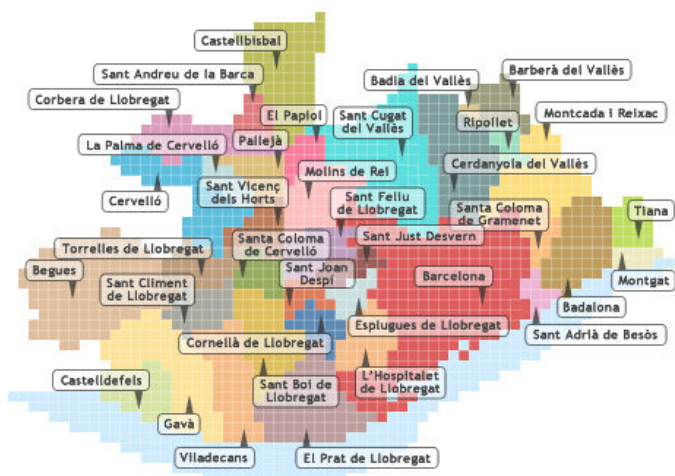 Castellbisbal
Sant Andreu de la Barca
Corbera de Llobregat
Badia del Vallès
Barberà del Vallès
El Papiol
Sant Cugat
del Vallès
Ripollet
Montcada i Reixac
La Palma de Cervelló
Pallejà
Cerdanyola del Vallès
Molins de Rei
Cervelló
Sant Vicenç
dels Horts
Sant Feliu
de Llobregat
Santa Coloma
de Gramenet
Tiana
Torrelles de Llobregat
Santa Coloma
de Cervelló
Sant Just Desvern
Begues
Sant Climent
de Llobregat
Sant Joan
Despí
Barcelona
Montgat
Badalona
Cornellà de Llobregat
Esplugues de Llobregat
Sant Adrià de Besòs
Castelldefels
Sant Boi de
Llobregat
L'Hospitalet
de Llobregat
Gavà
Viladecans
El Prat de Llobregat